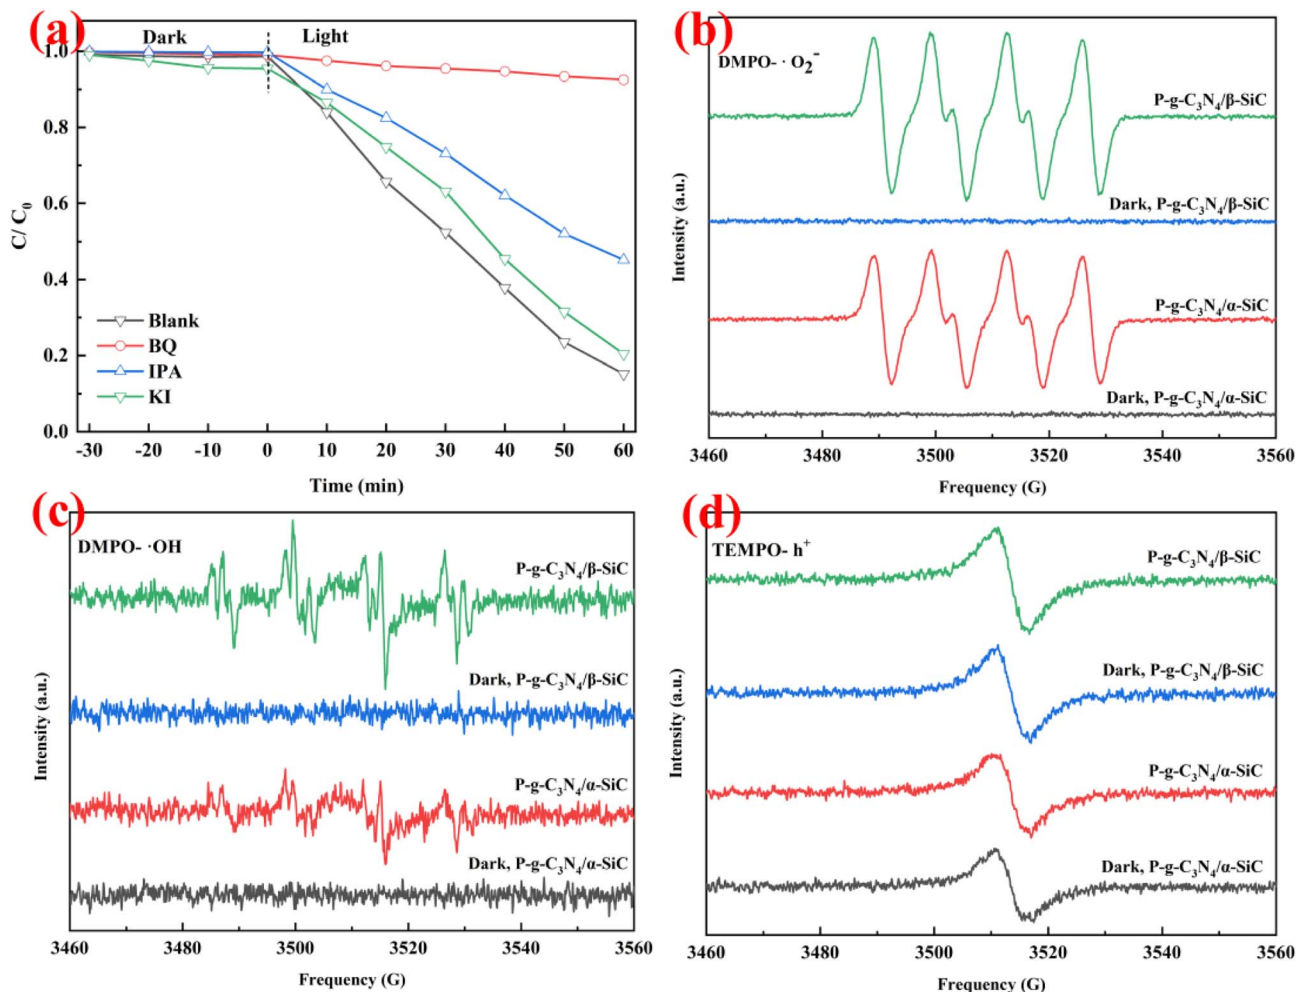 (a)
Dark
Light
1.0
0.8
0.6
0.4
0.2
0.0
C/ C₀
Blank
BQ
IPA
KI
-30 -20 -10 0 10 20 30 40 50 60
Time (min)
(b)
DMPO- · O₂⁻
P-g-C₃N₄/β-SiC
Dark, P-g-C₃N₄/β-SiC
P-g-C₃N₄/α-SiC
Dark, P-g-C₃N₄/α-SiC
Intensity (a.u.)
3460 3480 3500 3520 3540 3560
Frequency (G)
(c)
DMPO- ·OH
P-g-C₃N₄/β-SiC
Dark, P-g-C₃N₄/β-SiC
P-g-C₃N₄/α-SiC
Dark, P-g-C₃N₄/α-SiC
Intensity (a.u.)
3460 3480 3500 3520 3540 3560
Frequency (G)
(d)
TEMPO- h⁺
P-g-C₃N₄/β-SiC
Dark, P-g-C₃N₄/β-SiC
P-g-C₃N₄/α-SiC
Dark, P-g-C₃N₄/α-SiC
Intensity (a.u.)
3460 3480 3500 3520 3540 3560
Frequency (G)